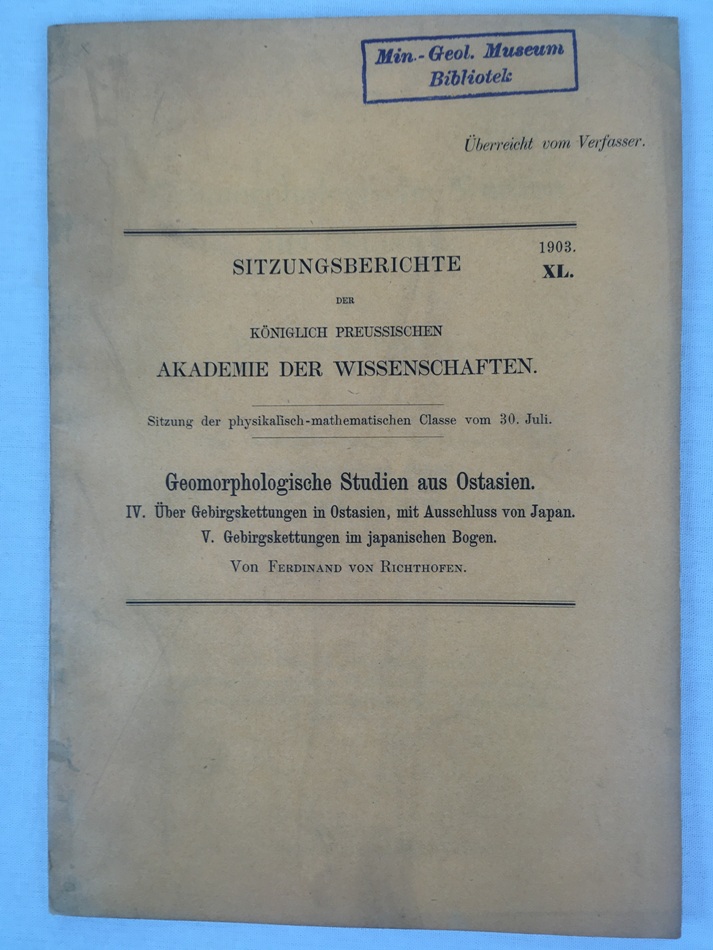 Min.-Geol. Museum
Bibliotek
Überreicht vom Verfasser.
1903.
SITZUNGSBERICHTE
XL.
DER
KÖNIGLICH PREUSSISCHEN
AKADEMIE DER WISSENSCHAFTEN.
Sitzung der physikalisch-mathematischen Classe vom 30. Juli.
Geomorphologische Studien aus Ostasien.
IV. Über Gebirgskettungen in Ostasien, mit Ausschluss von Japan.
V. Gebirgskettungen im japanischen Bogen.
Von FERDINAND VON RICHTHOFEN.